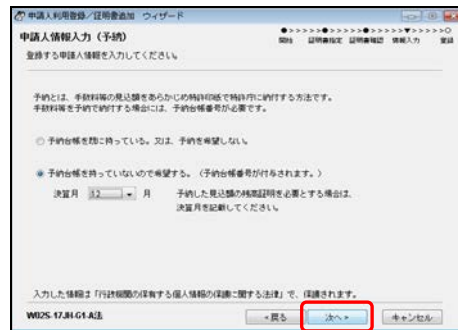 申請人利用登録／証明書追加　ウィザード
申請人情報入力（予納）
●>>>>>●>>>>>●>>>>>▼>>>>>○
開始　証明書指定　証明書確認　情報入力　登録
登録する申請人情報を入力してください。
予納とは、手数料等の見込額をあらかじめ特許印紙で特許庁に納付する方法です。
手数料等を予納で納付する場合には、予納台帳番号が必要です。
予納台帳を既に持っている。又は、予納を希望しない。
予納台帳を持っていないので希望する。（予納台帳番号が付与されます。）
決算月　12　月　予納した見込額の残高証明を必要とする場合は、
決算月を記載してください。
入力した情報は「行政機関の保有する個人情報の保護に関する法律」で、保護されます。
W02S-17JH-G1-A法
<戻る　次へ>　キャンセル